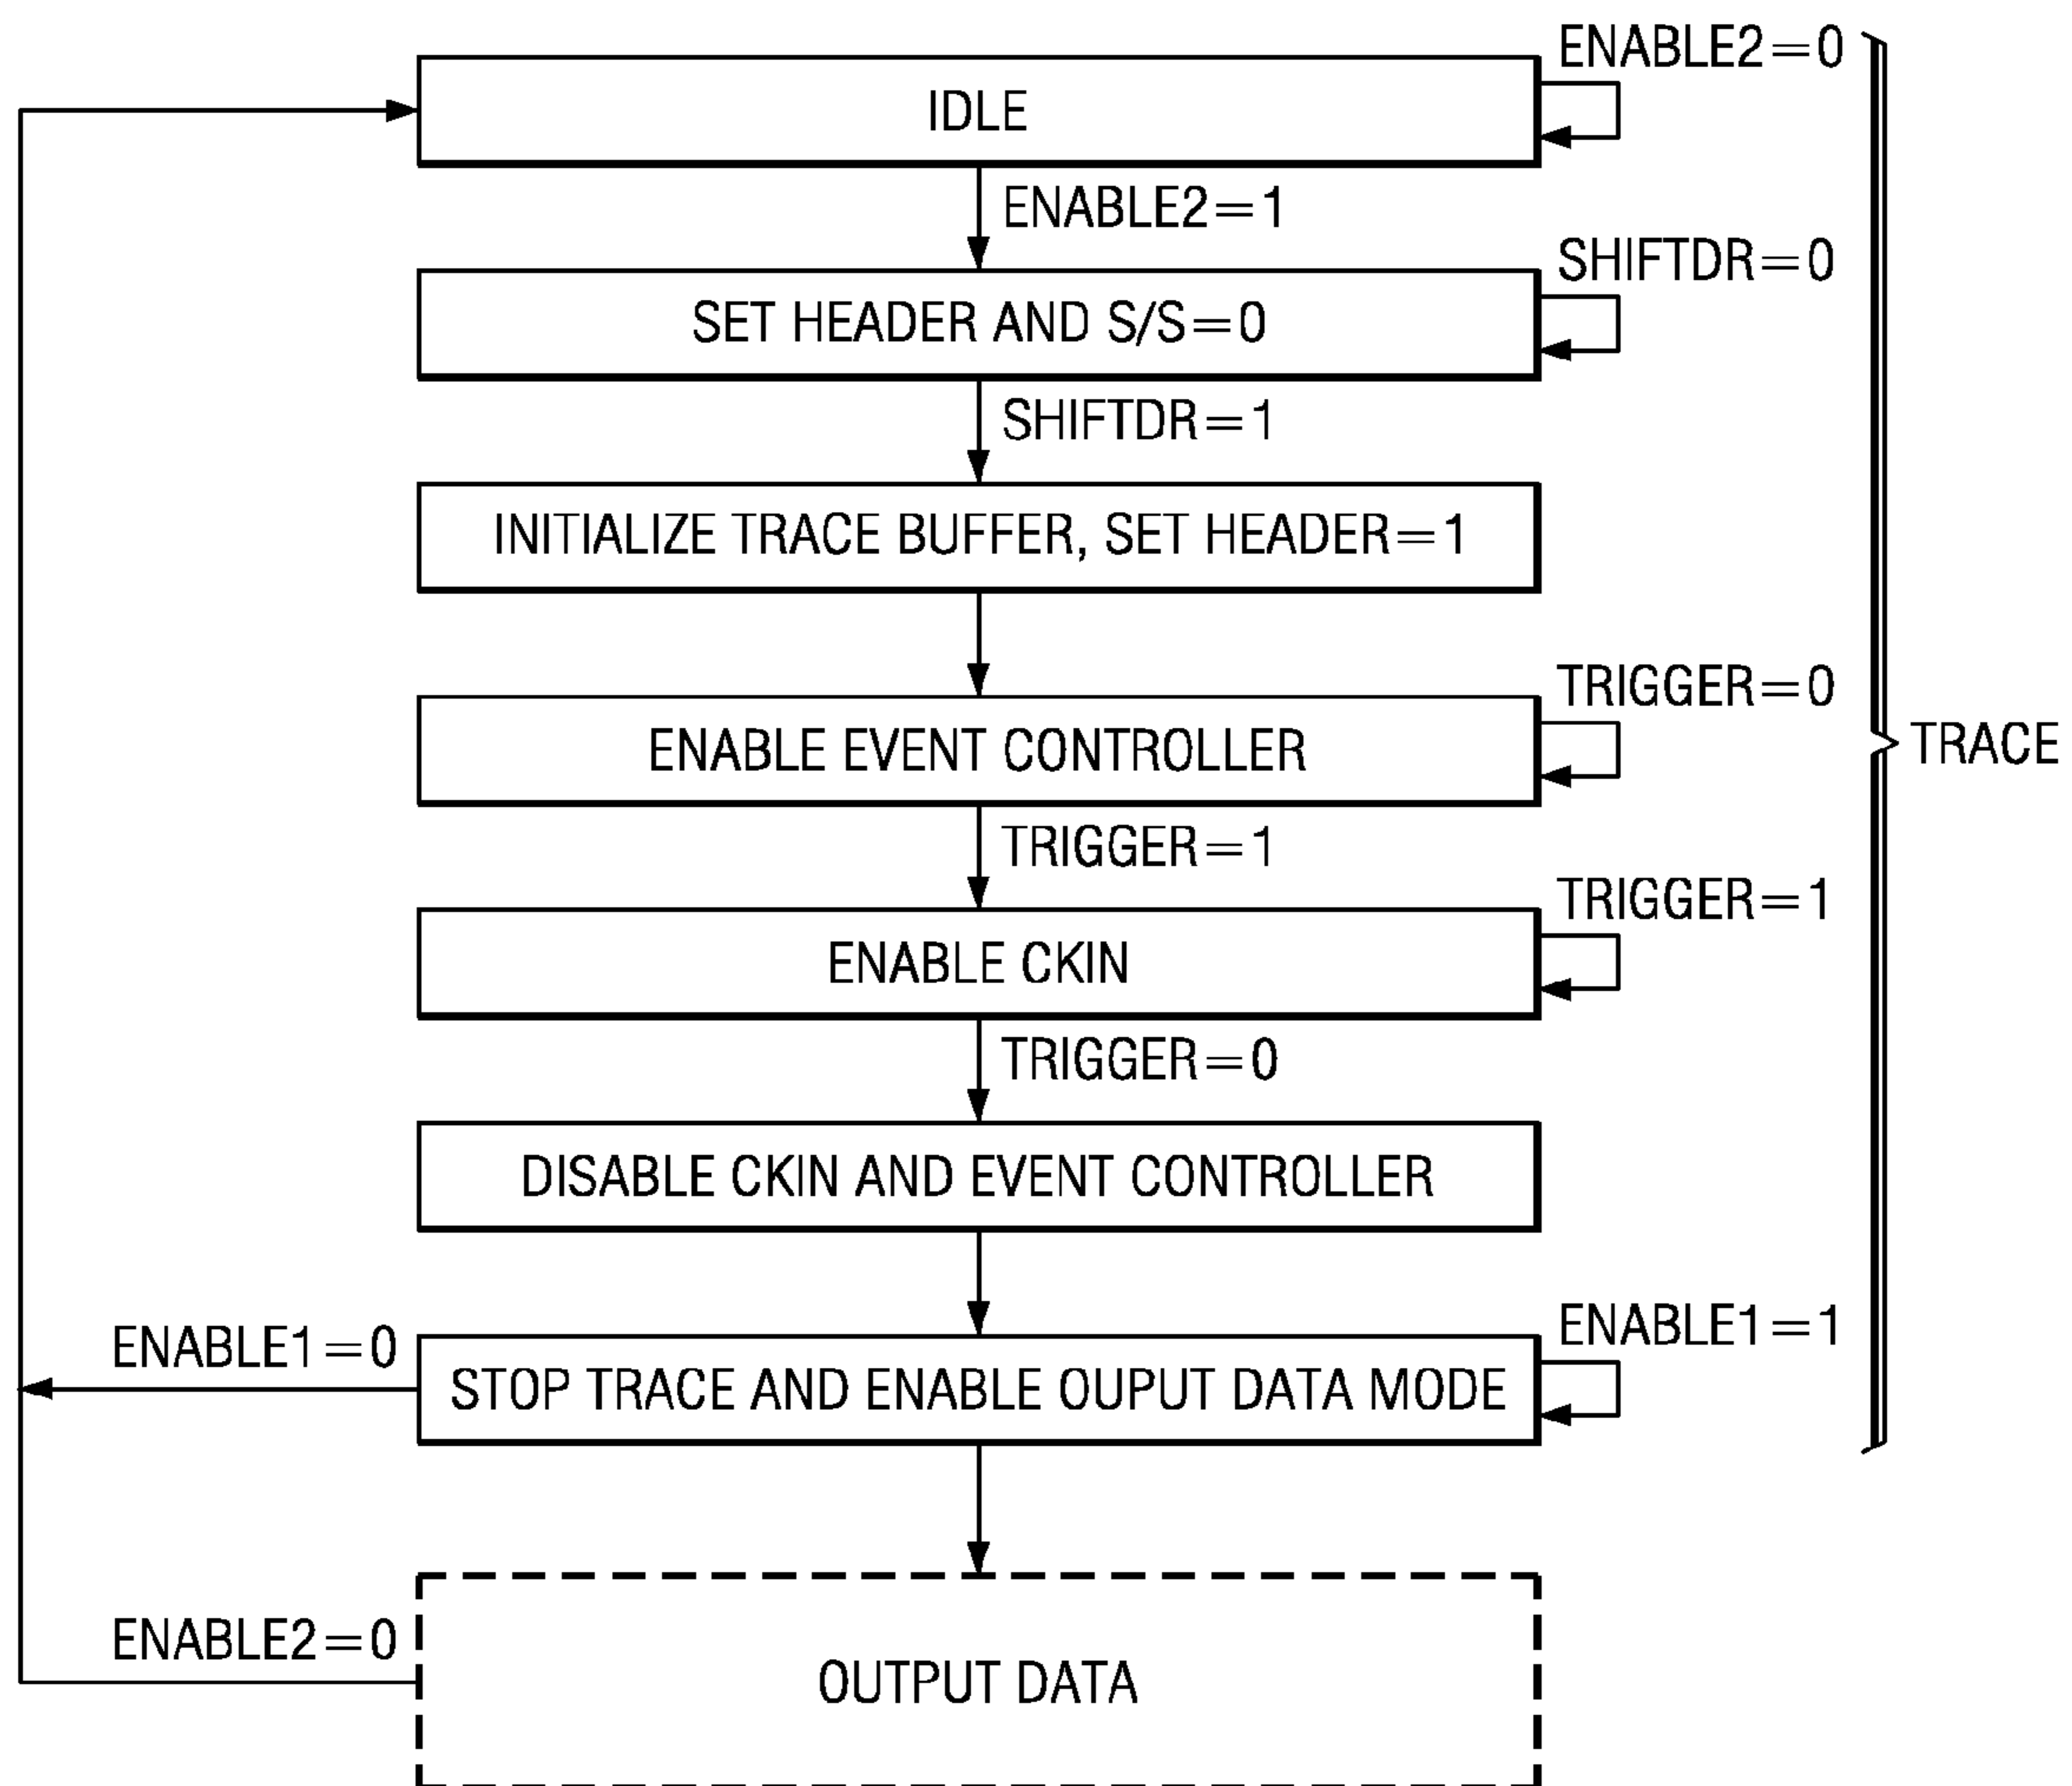 ENABLE2=0
IDLE
ENABLE2=1
SHIFTDR=0
SET HEADER AND S/S=0
SHIFTDR=1
INITIALIZE TRACE BUFFER, SET HEADER=1
TRIGGER=0
ENABLE EVENT CONTROLLER
TRACE
TRIGGER=1
TRIGGER=1
ENABLE CKIN
TRIGGER=0
DISABLE CKIN AND EVENT CONTROLLER
ENABLE1=1
ENABLE1=0
STOP TRACE AND ENABLE OUPUT DATA MODE
ENABLE2=0
OUTPUT DATA